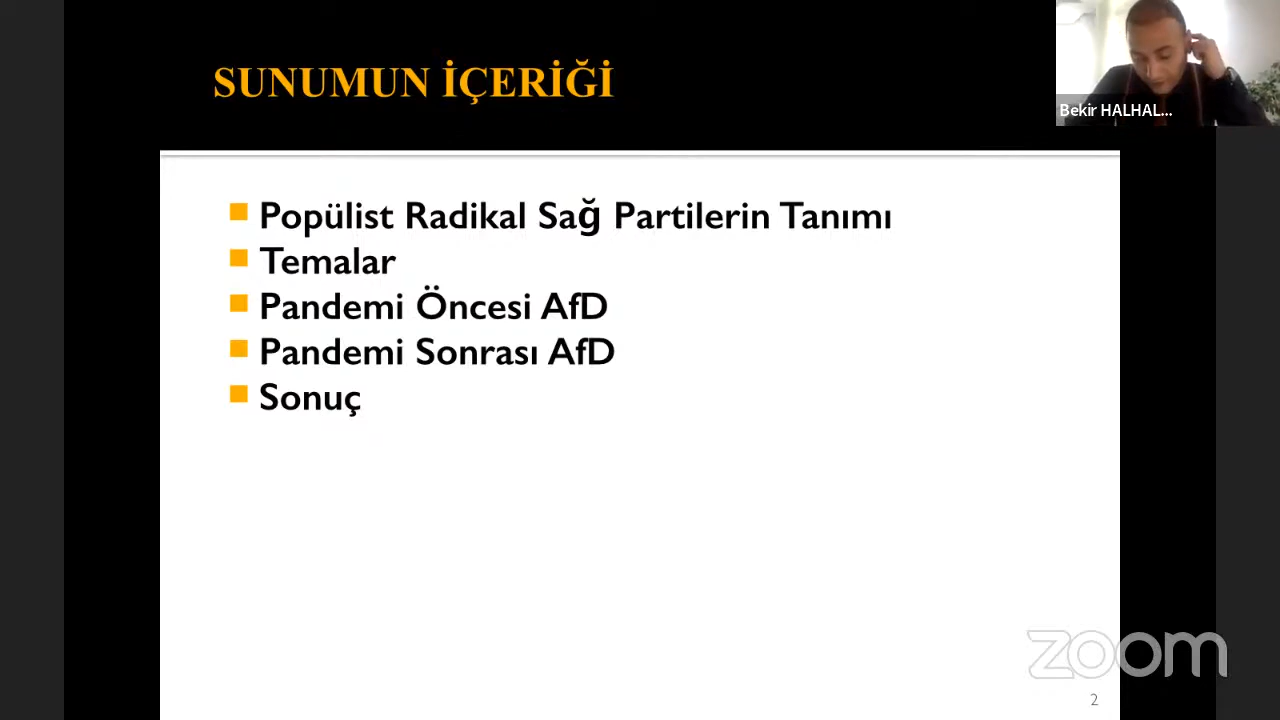 SUNUMUN İÇERİĞİ
Bekir HALHAL...
Popülist Radikal Sağ Partilerin Tanımı
Temalar
Pandemi Öncesi AfD
Pandemi Sonrası AfD
Sonuç
zoom
2